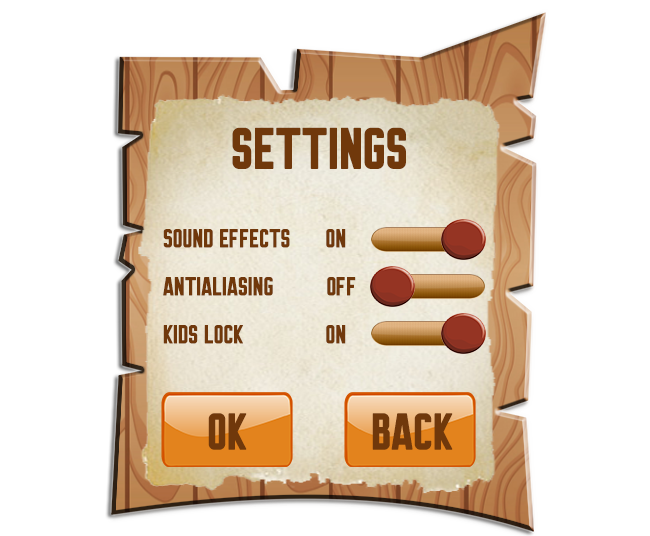 SETTINGS
SOUND EFFECTS ON
ANTIALIASING OFF
KIDS LOCK ON
OK BACK